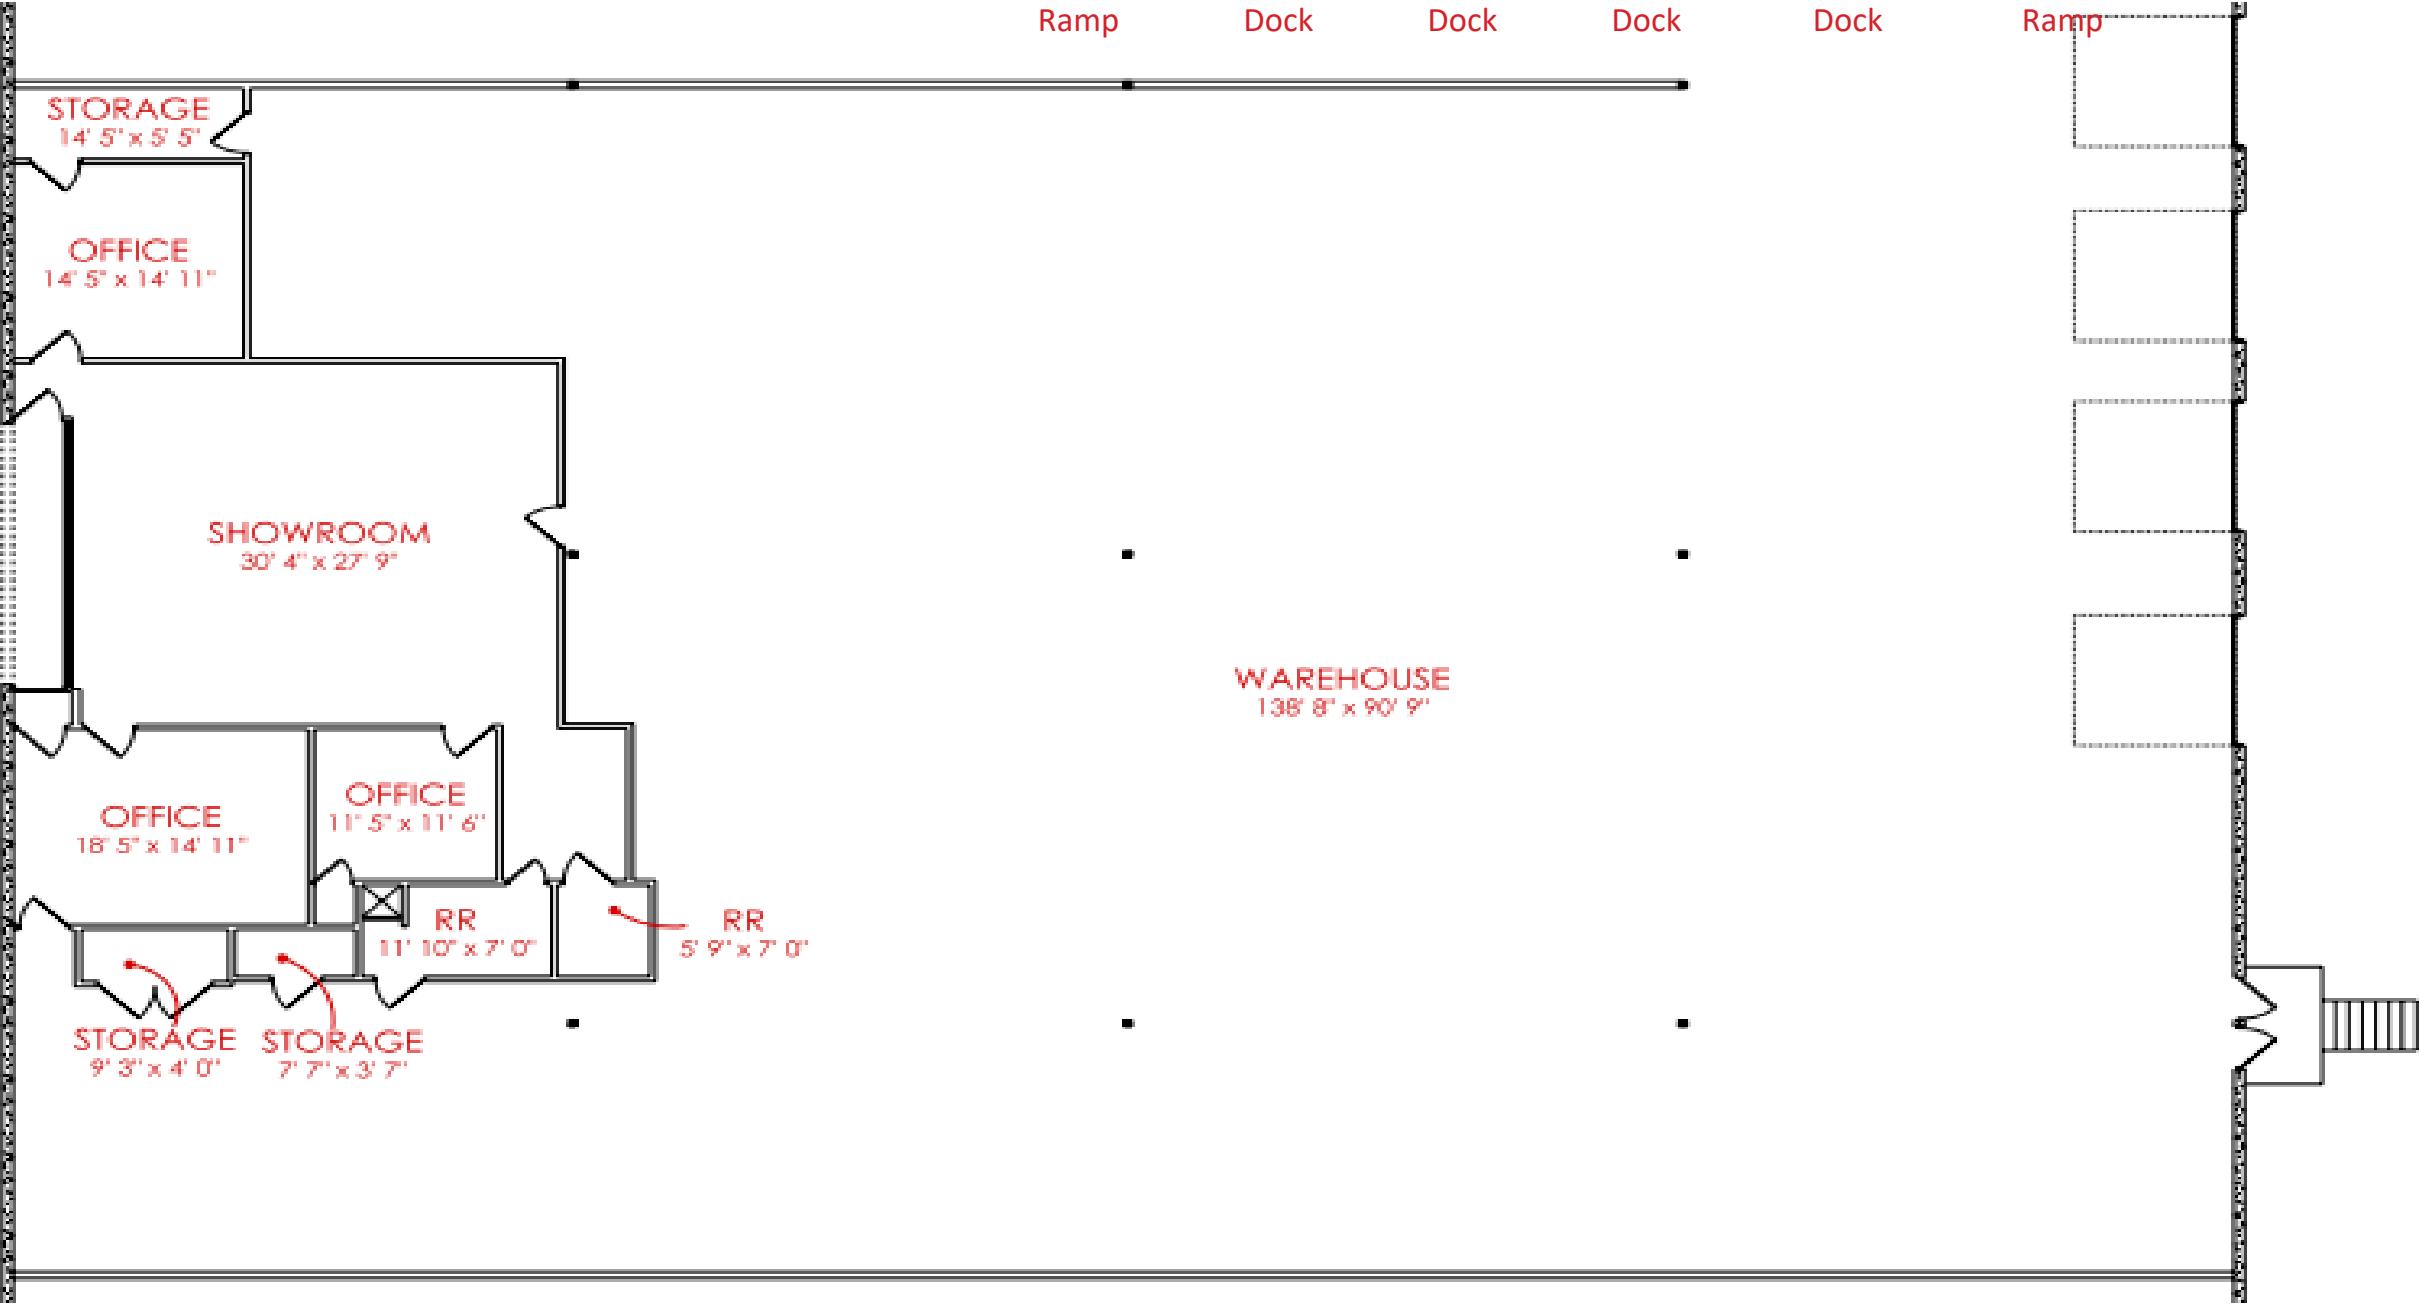 Ramp Dock Dock Dock Dock Ramp
STORAGE
14' 5" x 5' 5"
OFFICE
14' 5" x 14' 11"
SHOWROOM
30' 4" x 27' 9"
WAREHOUSE
138' 8" x 90' 9"
OFFICE
11' 5" x 11' 6"
OFFICE
18' 5" x 14' 11"
RR
11' 10" x 7' 0"
RR
5' 9" x 7' 0"
STORAGE
9' 3" x 4' 0"
STORAGE
7' 7" x 3' 7"